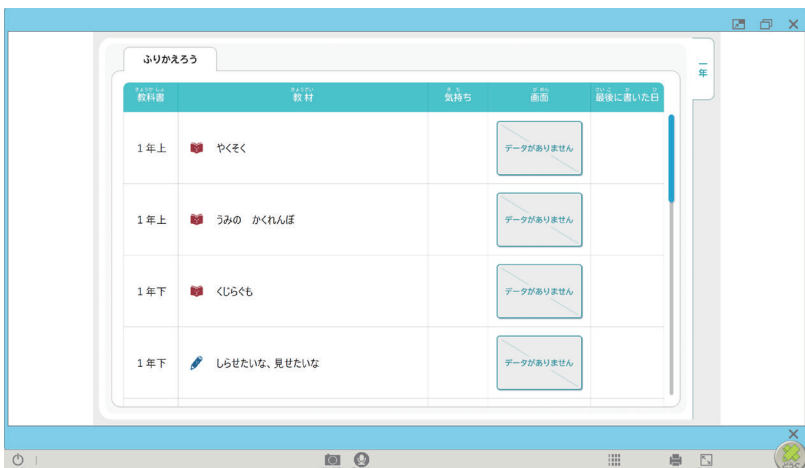 ふりかえろう
一年
教科書 教材 気持ち 画面 最後に書いた日
1年上 やくそく データがありません
1年上 うみの かくれんぼ データがありません
1年下 くじらぐも データがありません
1年下 しらせたいな、見せたいな データがありません